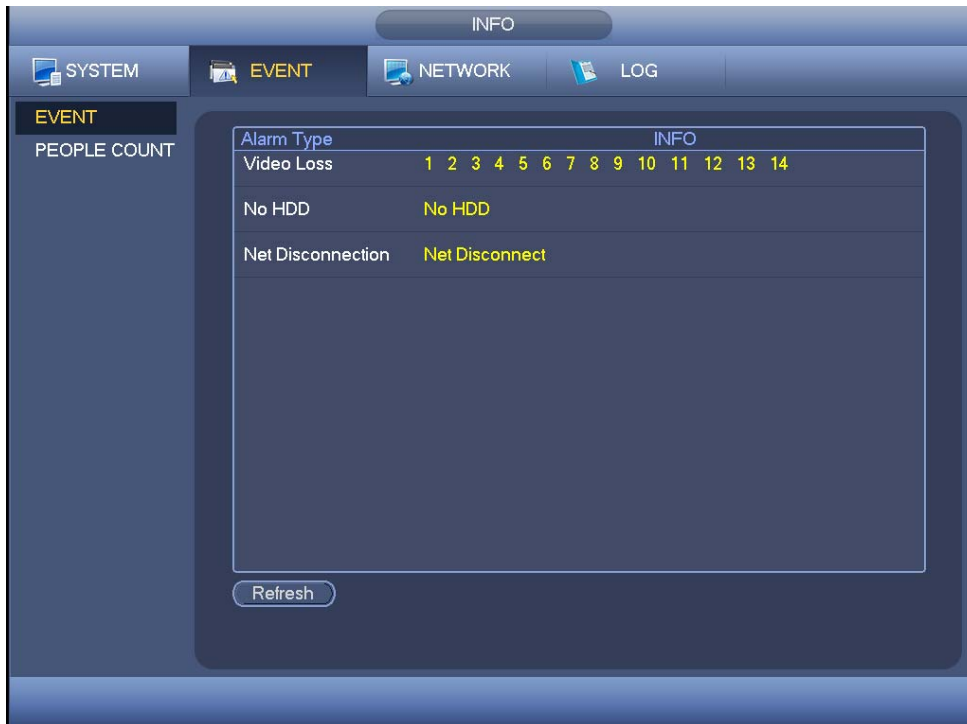 INFO
SYSTEM EVENT NETWORK LOG
EVENT
PEOPLE COUNT
Alarm Type INFO
Video Loss 1 2 3 4 5 6 7 8 9 10 11 12 13 14
No HDD No HDD
Net Disconnection Net Disconnect
Refresh